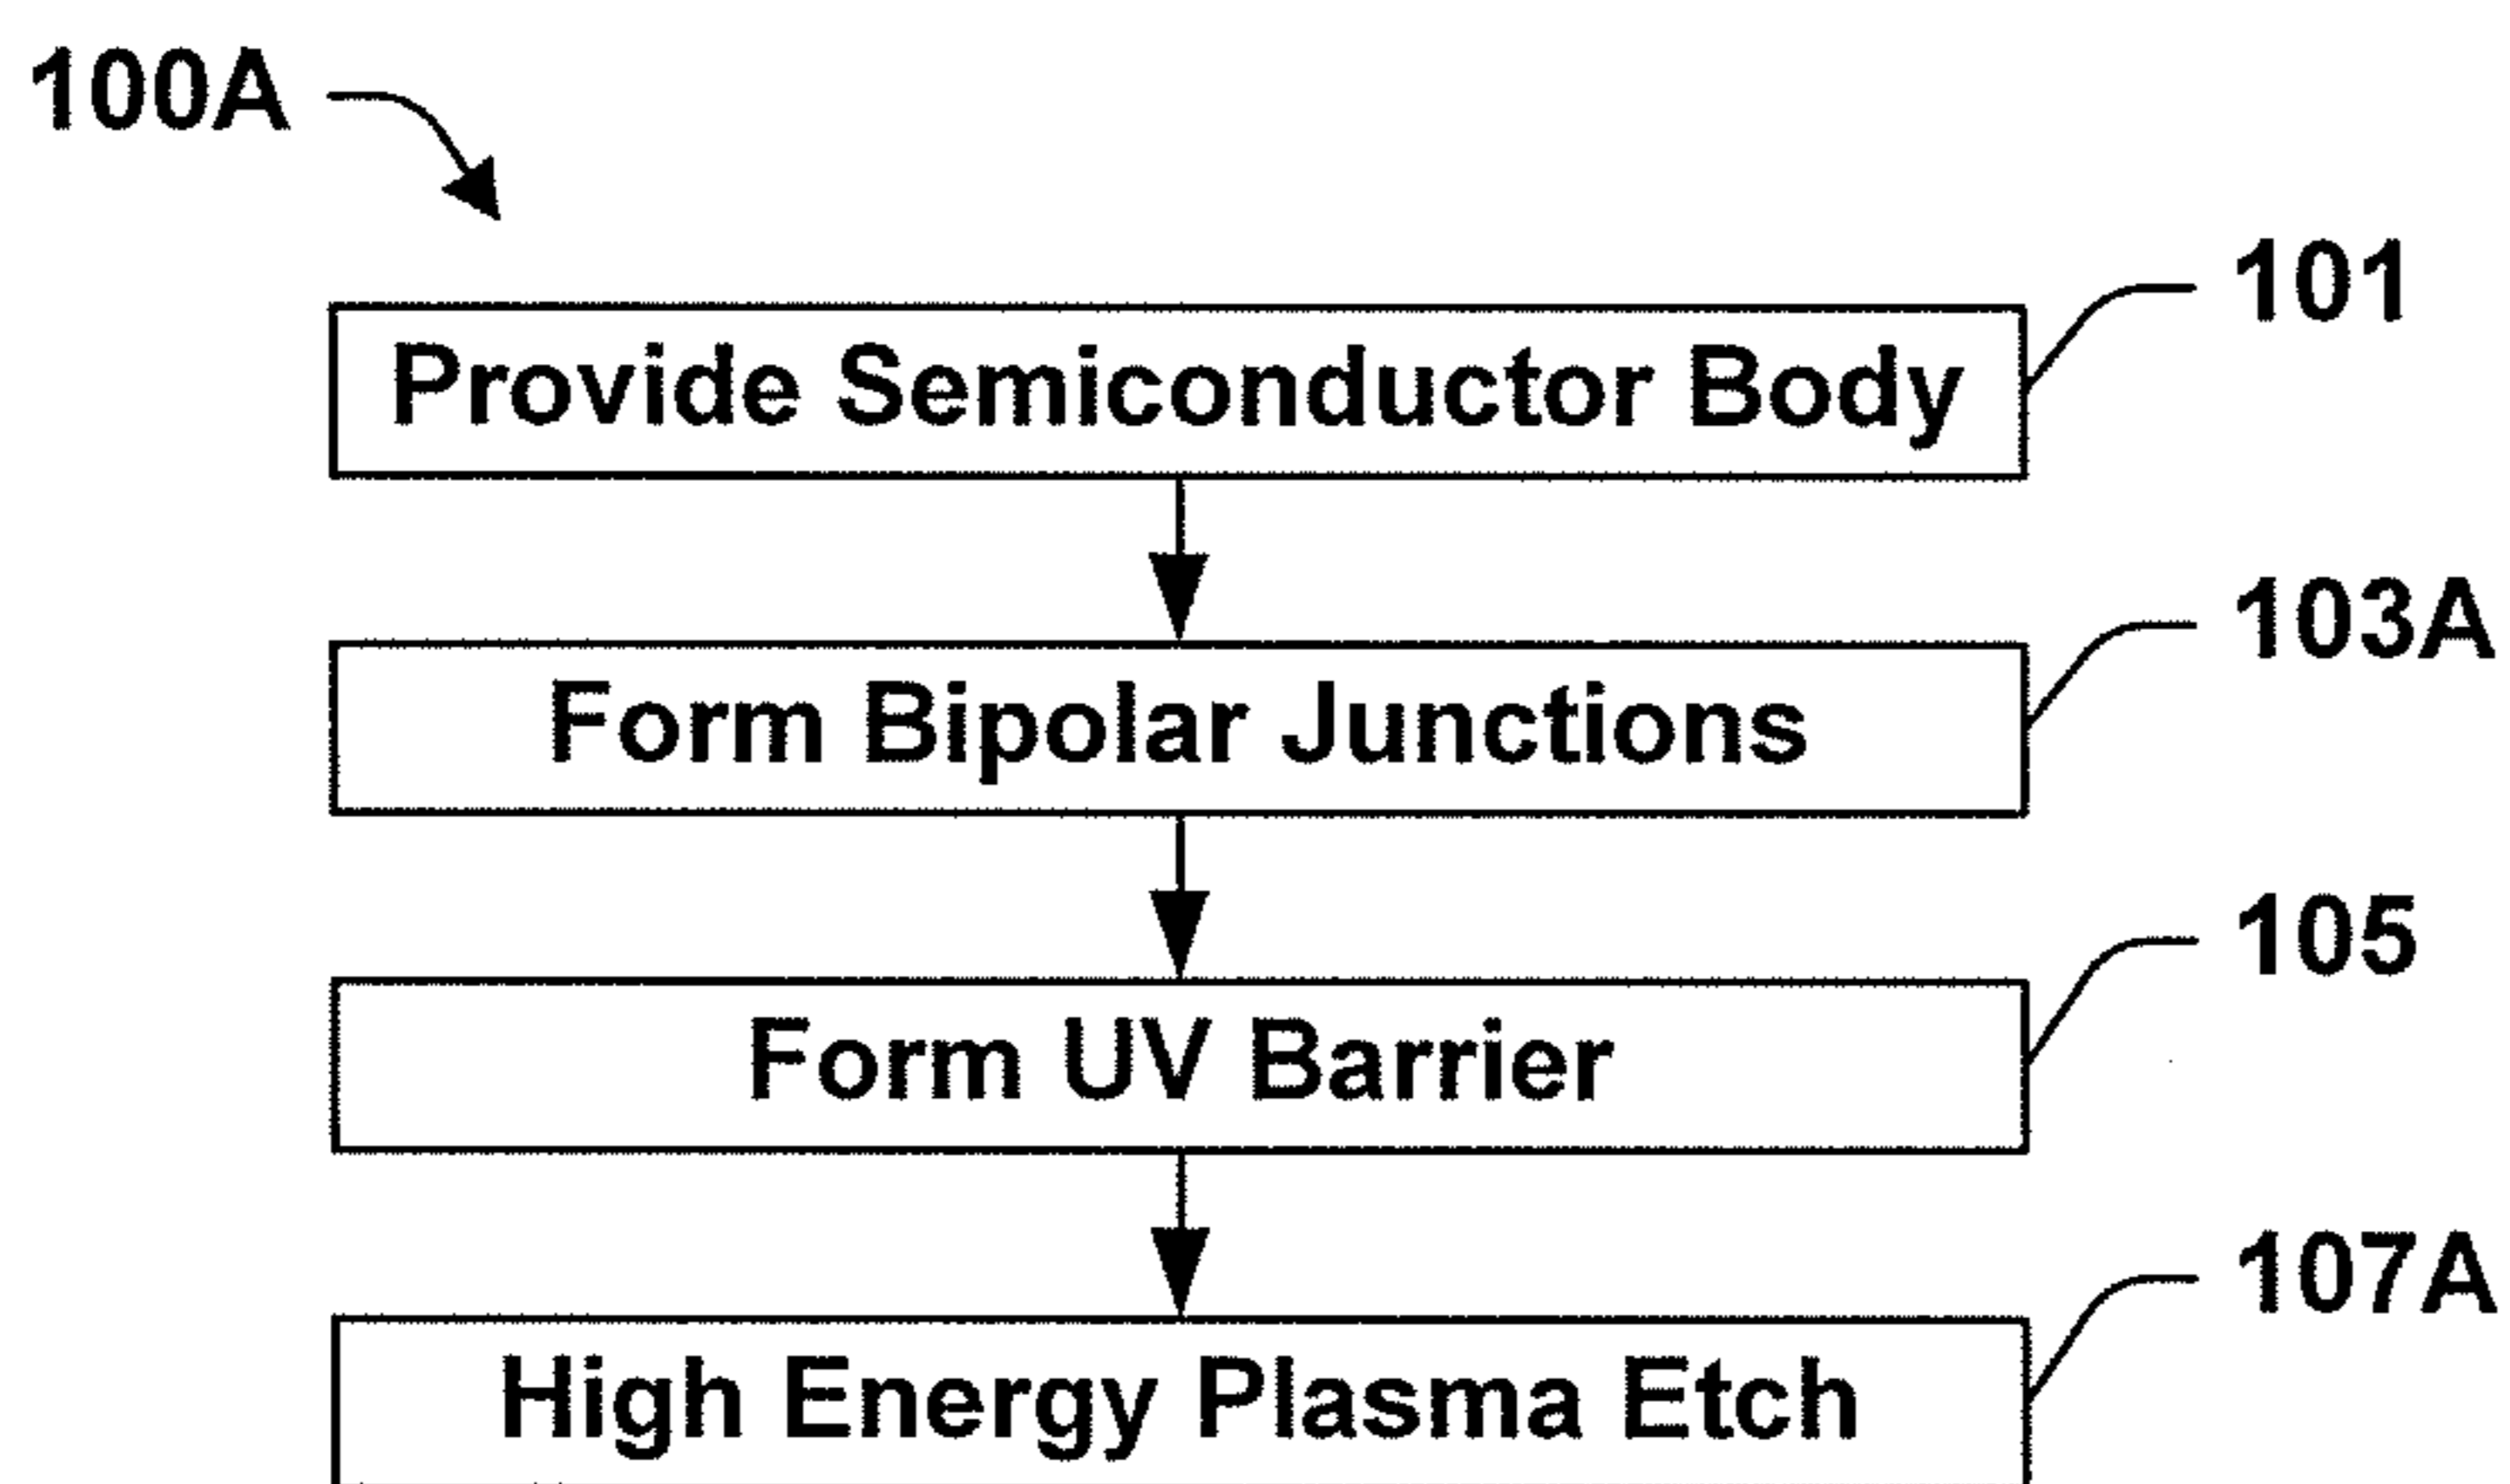 100A
101
Provide Semiconductor Body
103A
Form Bipolar Junctions
105
Form UV Barrier
107A
High Energy Plasma Etch